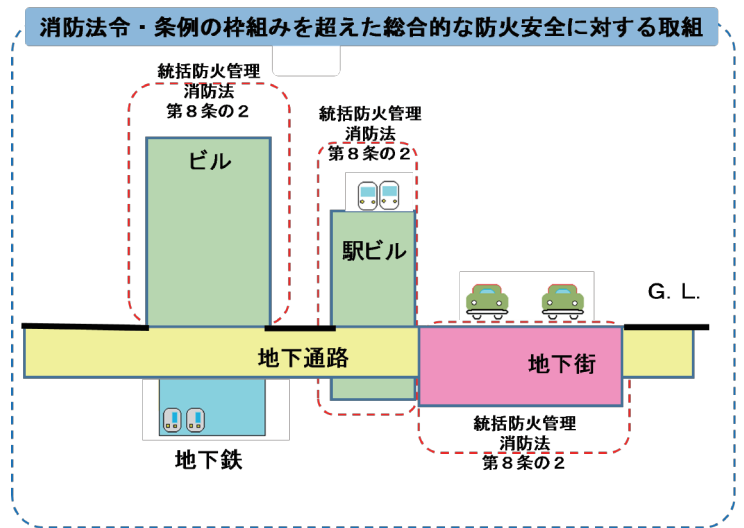 消防法令・条例の枠組みを超えた総合的な防火安全に対する取組
統括防火管理
消防法
第８条の２
統括防火管理
消防法
第８条の２
ビル
駅ビル
G. L.
地下通路
地下街
統括防火管理
消防法
第８条の２
地下鉄